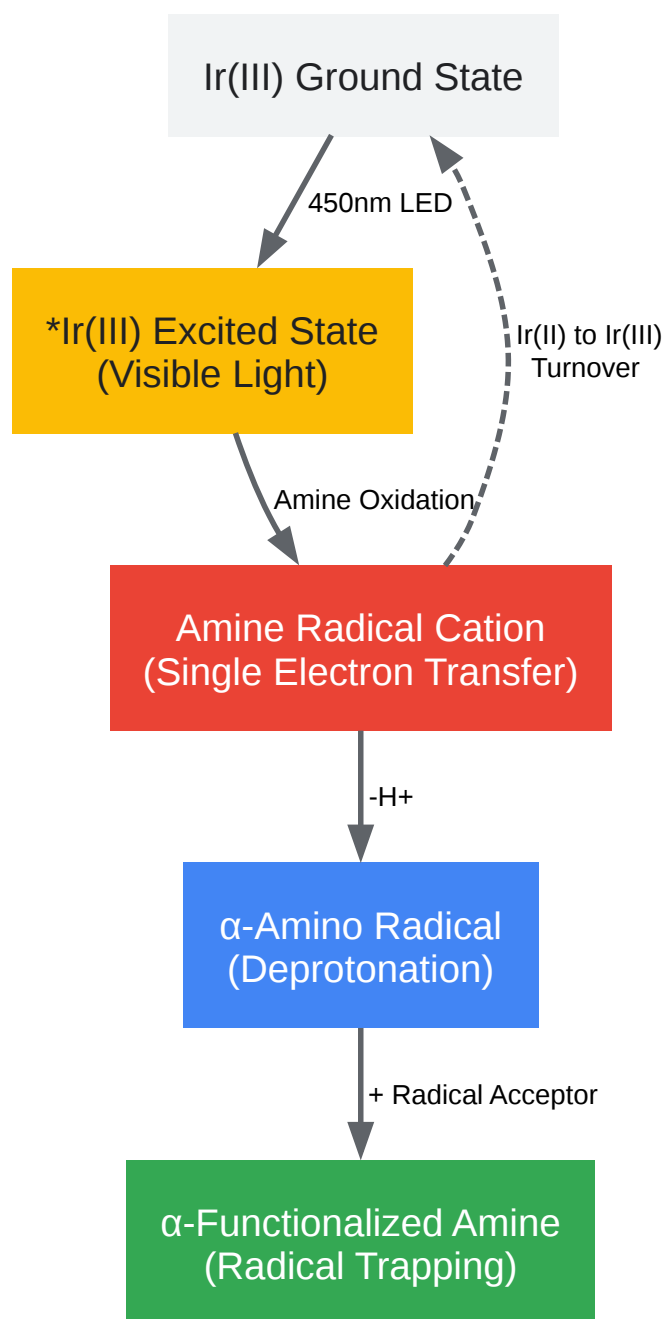 Ir(III) Ground State
450nm LED
*Ir(III) Excited State
(Visible Light)
Ir(II) to Ir(III)
Turnover
Amine Oxidation
Amine Radical Cation
(Single Electron Transfer)
-H+
α-Amino Radical
(Deprotonation)
+ Radical Acceptor
α-Functionalized Amine
(Radical Trapping)